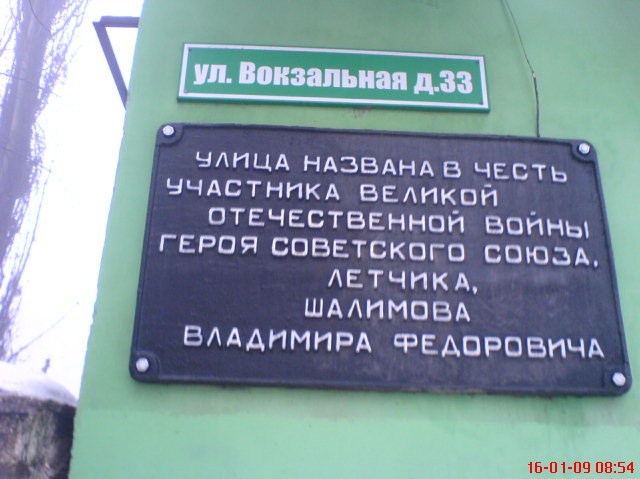 ул. Вокзальная д.33
УЛИЦА НАЗВАНА В ЧЕСТЬ
УЧАСТНИКА ВЕЛИКОЙ
ОТЕЧЕСТВЕННОЙ ВОЙНЫ
ГЕРОЯ СОВЕТСКОГО СОЮЗА,
ЛЕТЧИКА,
ШАЛИМОВА
ВЛАДИМИРА ФЕДОРОВИЧА
16-01-09 08:54